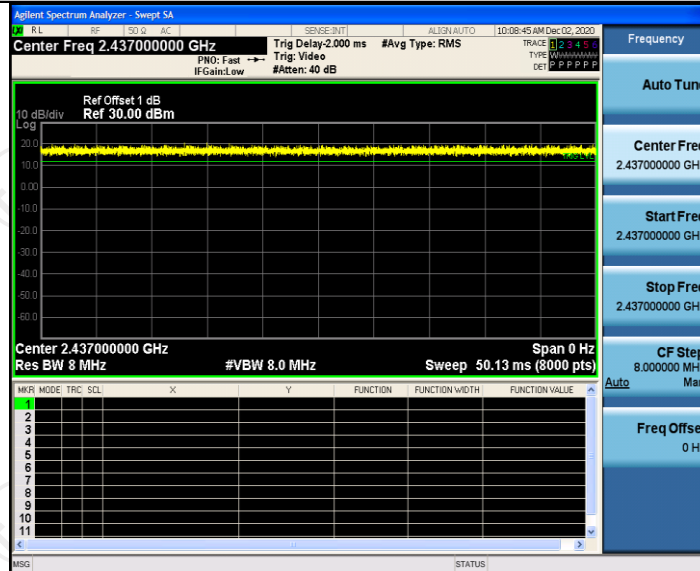 Agilent Spectrum Analyzer - Swept SA
RL RF 50 Ω AC SENSE:INT ALIGN AUTO 10:08:45 AM Dec 02, 2020
Center Freq 2.437000000 GHz
PNO: Fast
IFGain:Low
Trig Delay-2.000 ms
Trig: Video
#Atten: 40 dB
#Avg Type: RMS
TRACE 1 2 3 4 5 6
TYPE WWWWWW
DET P P P P P P
Ref Offset 1 dB
10 dB/div Ref 30.00 dBm
Log
20.0
10.0
0.00
-10.0
-20.0
-30.0
-40.0
-50.0
-60.0
TRIG LVL
Center 2.437000000 GHz Span 0 Hz
Res BW 8 MHz #VBW 8.0 MHz Sweep 50.13 ms (8000 pts)
MKR MODE TRC SCL X Y FUNCTION FUNCTION WIDTH FUNCTION VALUE
1
2
3
4
5
6
7
8
9
10
11
MSG STATUS
Frequency
Auto Tun
Center Fre
2.437000000 GH
Start Fre
2.437000000 GH
Stop Fre
2.437000000 GH
CF Step
8.000000 MH
Auto Ma
Freq Offse
0 H